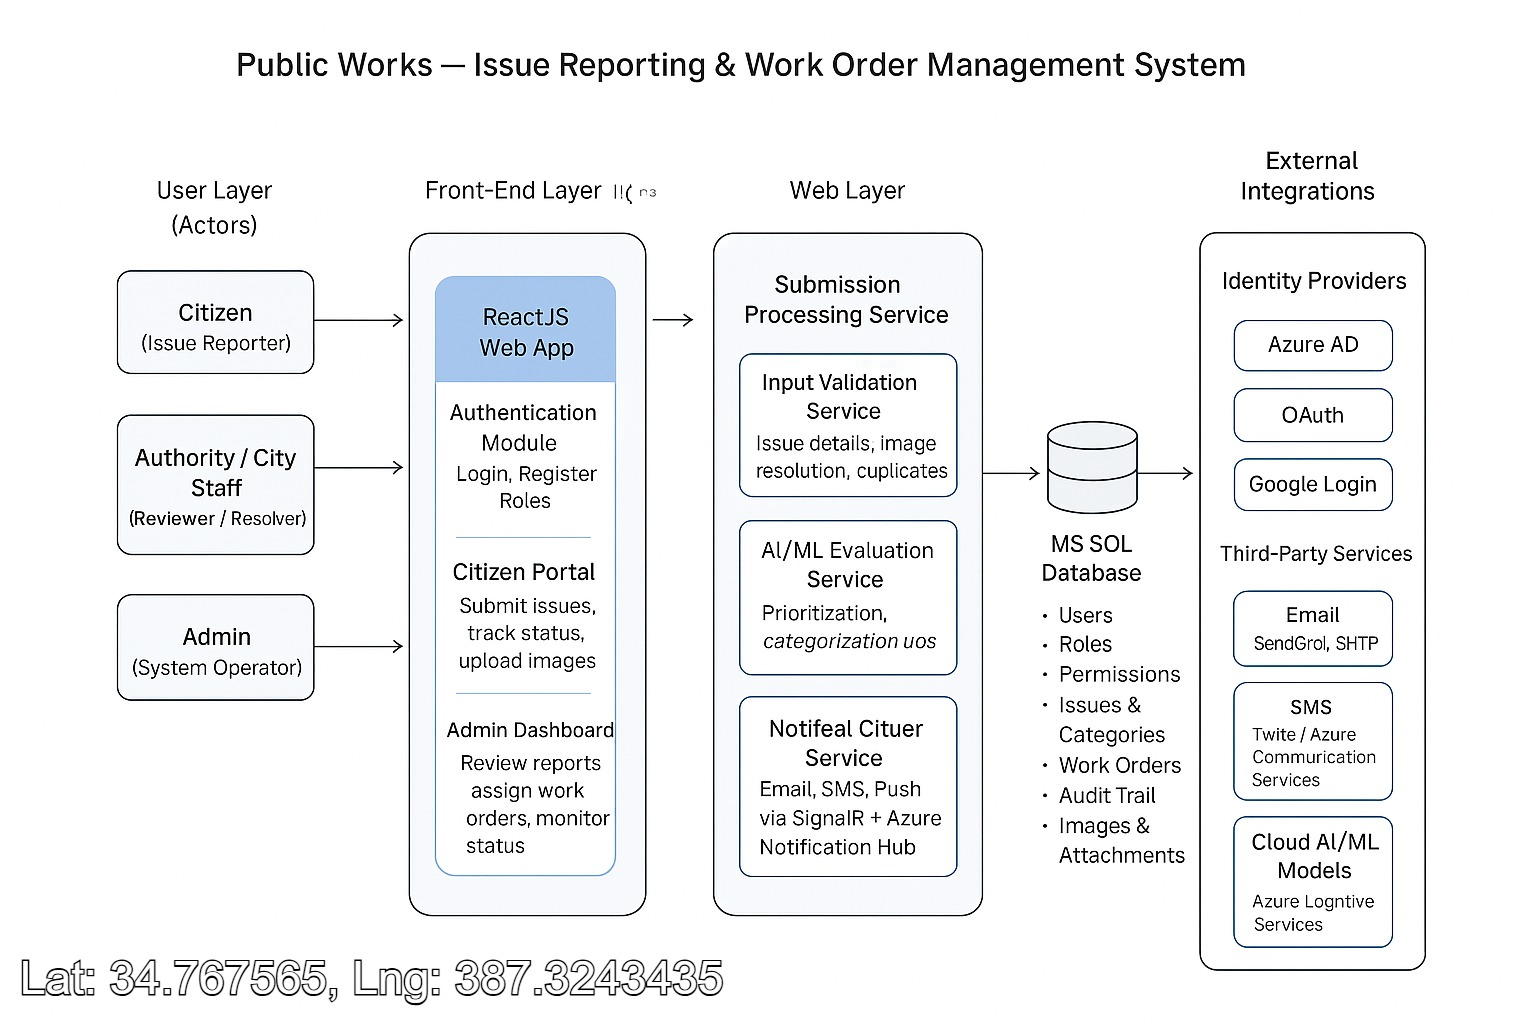 Public Works — Issue Reporting & Work Order Management System
User Layer
(Actors)
Citizen
(Issue Reporter)
Authority / City
Staff
(Reviewer / Resolver)
Admin
(System Operator)
Front-End Layer
ReactJS
Web App
Authentication
Module
Login, Register
Roles
Citizen Portal
Submit issues,
track status,
upload images
Admin Dashboard
Review reports
assign work
orders, monitor
status
Web Layer
Submission
Processing Service
Input Validation
Service
Issue details, image
resolution, cuplicates
AI/ML Evaluation
Service
Prioritization,
categorization uos
Notifeal Cituer
Service
Email, SMS, Push
via SignalR + Azure
Notification Hub
MS SOL
Database
• Users
• Roles
• Permissions
• Issues &
Categories
• Work Orders
• Audit Trail
• Images &
Attachments
External
Integrations
Identity Providers
Azure AD
OAuth
Google Login
Third-Party Services
Email
SendGrol, SHTP
SMS
Twite / Azure
Commurication
Services
Cloud AI/ML
Models
Azure Logntive
Services
Lat: 34.767565, Lng: 387.3243435